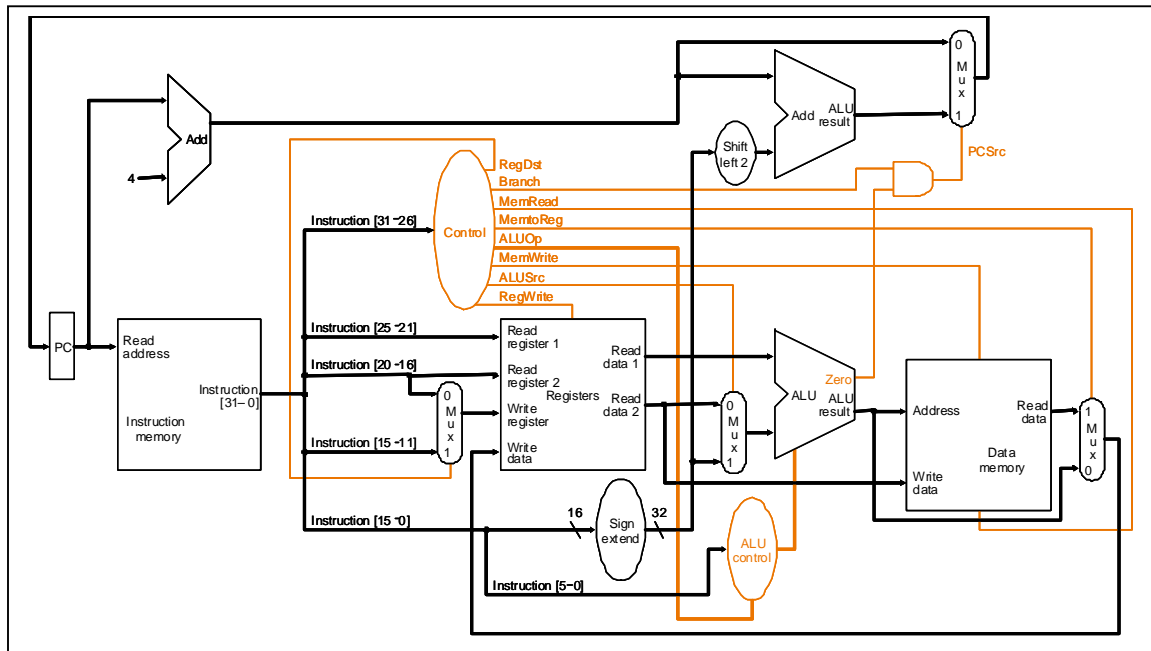 0
M
u
x
1
Add
ALU
result
Add
Shift
left 2
PCSrc
4
RegDst
Branch
MemRead
MemtoReg
ALUOp
MemWrite
ALUSrc
RegWrite
Control
Instruction [31-26]
Instruction [25-21]
Instruction [20-16]
Instruction [15-11]
Instruction [15-0]
Instruction [5-0]
PC
Read
address
Instruction
[31-0]
Instruction
memory
0
M
u
x
1
Read
register 1
Read
register 2
Write
register
Write
data
Registers
Read
data 1
Read
data 2
0
M
u
x
1
Zero
ALU
ALU
result
Address
Write
data
Read
data
Data
memory
1
M
u
x
0
16
Sign
extend
32
ALU
control